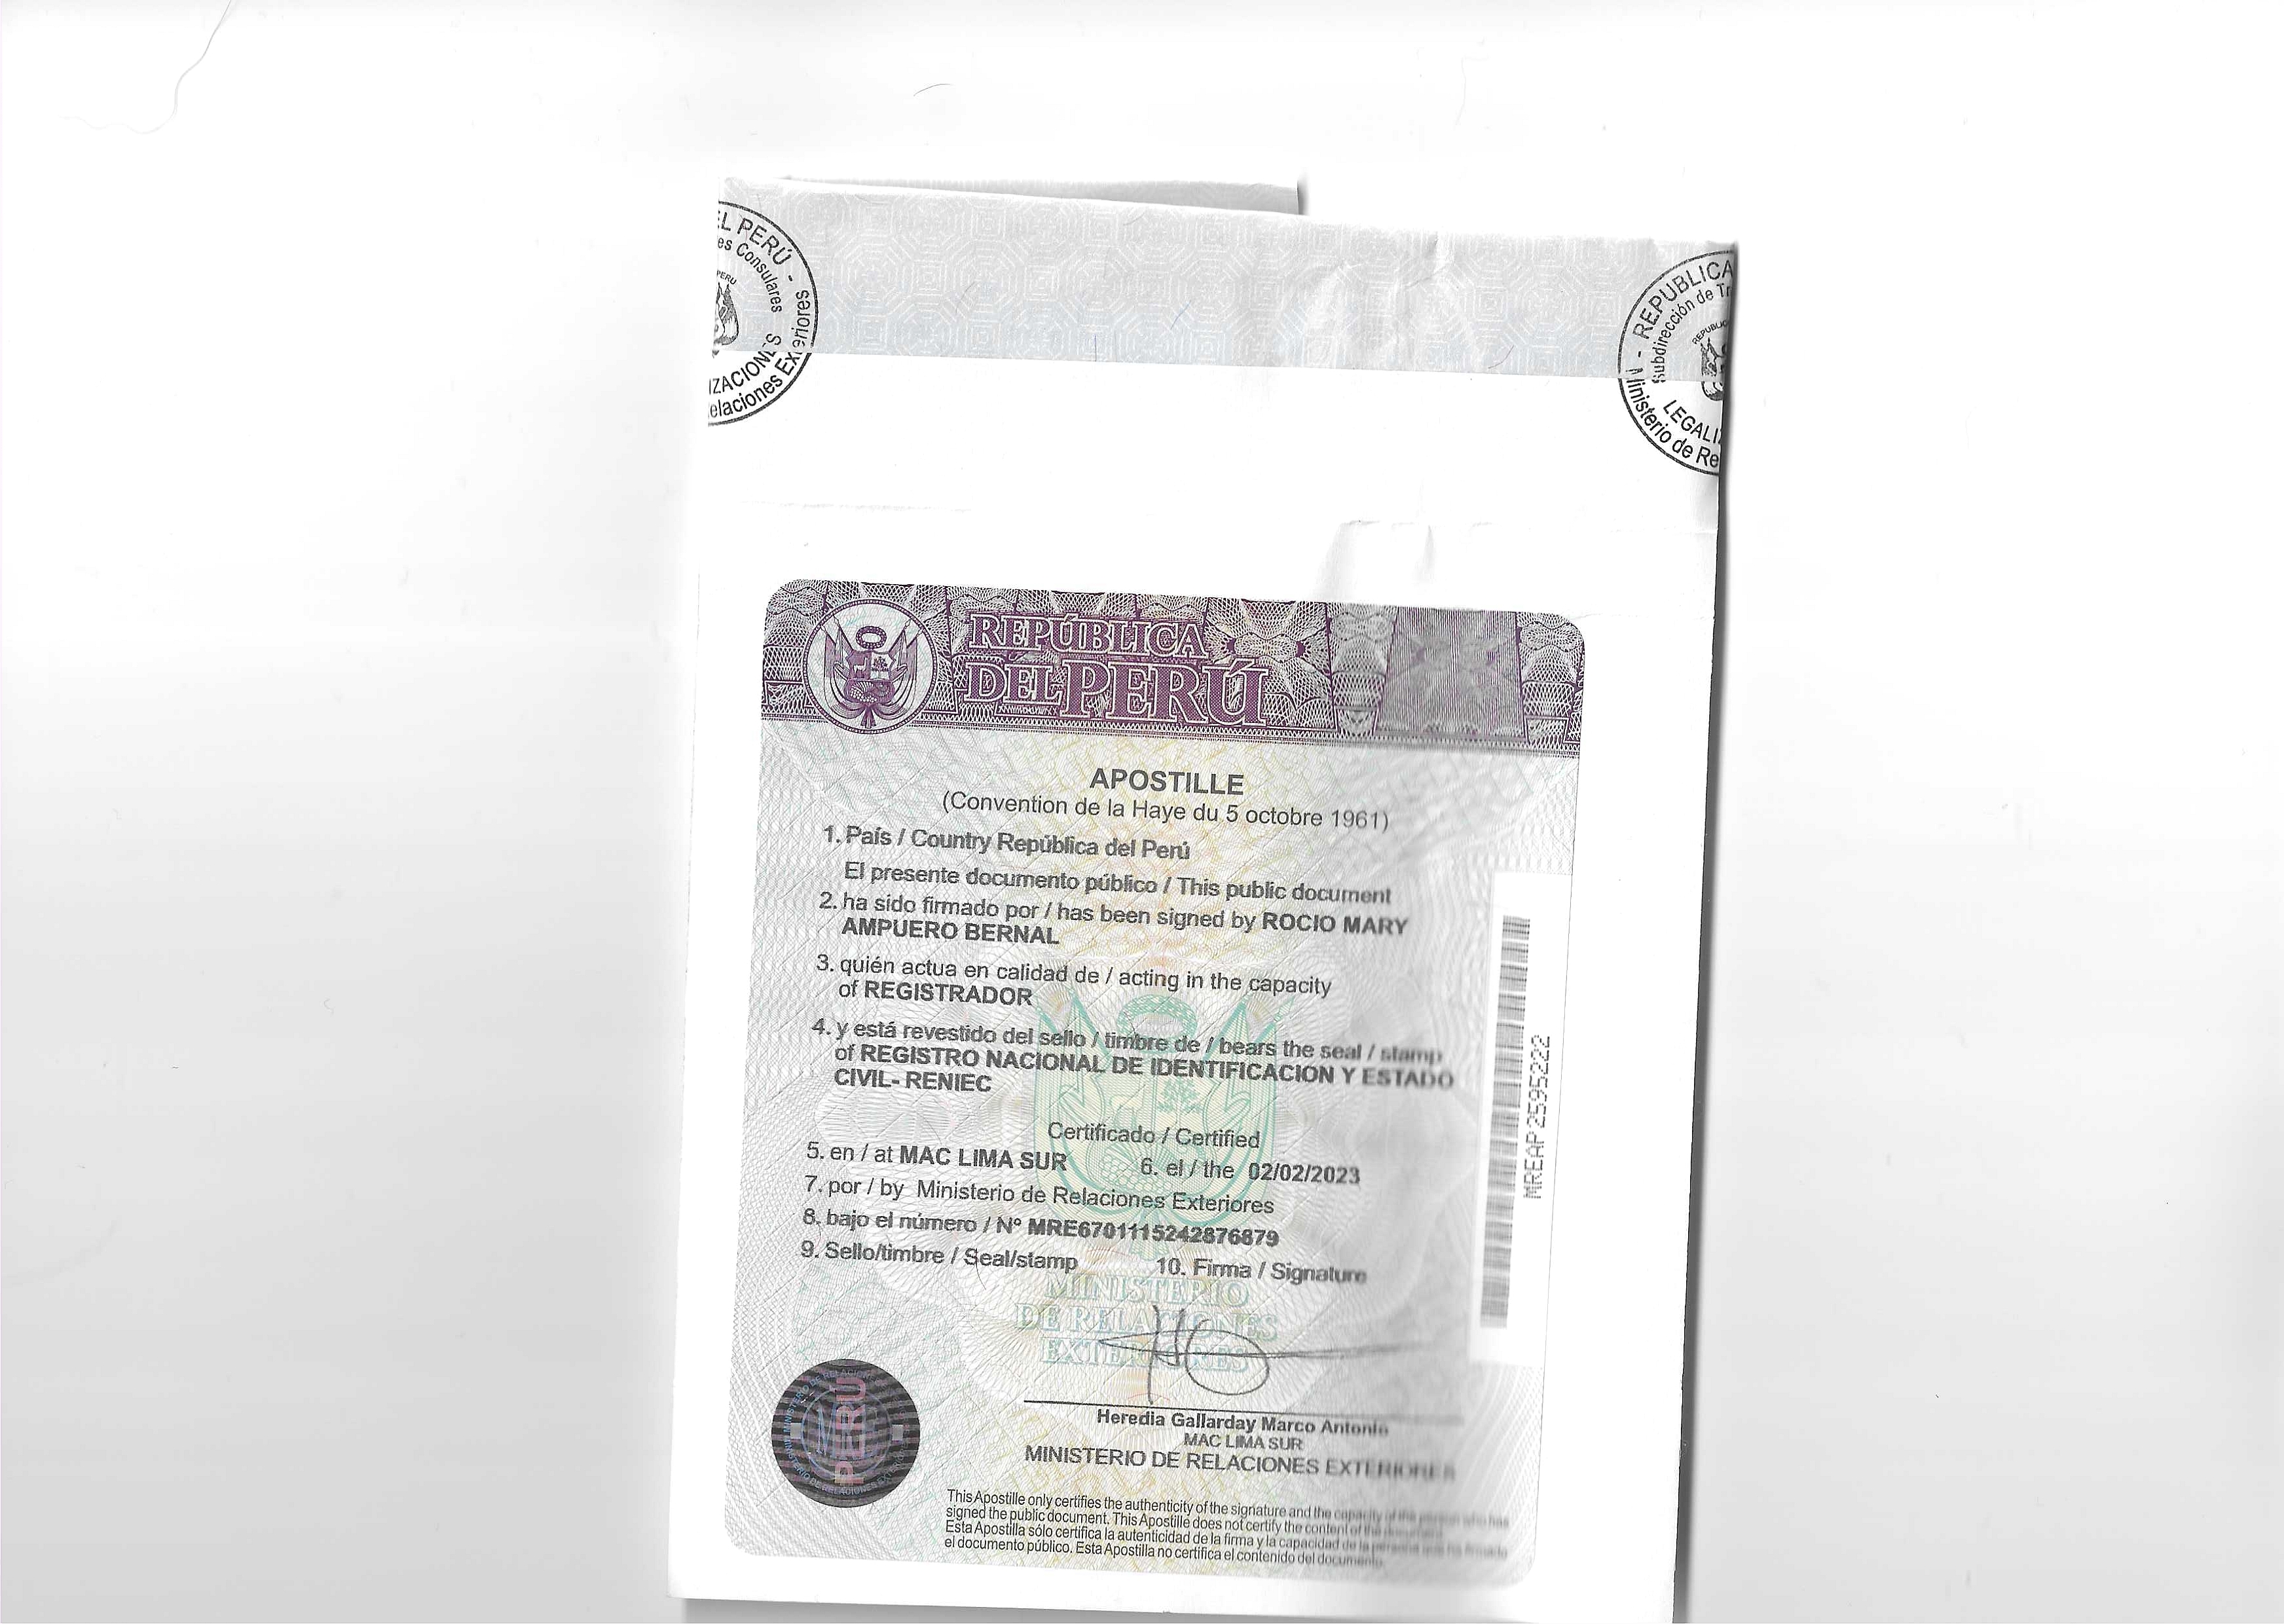 EL PERÚ -
es Consulares
PERU
S
IZACIONES
elaciones Exteriores
- REPUBLICA
Subdirección de Tr
REPUBLIC
LEGALIZ
Ministerio de Re
REPÚBLICA
DEL PERÚ
APOSTILLE
(Convention de la Haye du 5 octobre 1961)
1. País / Country República del Perú
El presente documento público / This public document
2. ha sido firmado por / has been signed by ROCIO MARY
AMPUERO BERNAL
3. quién actua en calidad de / acting in the capacity
of REGISTRADOR
4. y está revestido del sello / timbre de / bears the seal / stamp
of REGISTRO NACIONAL DE IDENTIFICACION Y ESTADO
CIVIL- RENIEC
Certificado / Certified
5. en / at MAC LIMA SUR 6. el / the 02/02/2023
7. por / by Ministerio de Relaciones Exteriores
8. bajo el número / Nº MRE6701115242876879
9. Sello/timbre / Seal/stamp 10. Firma / Signature
MINISTERIO
DE RELACIONES
EXTERIORES
Heredia Gallarday Marco Antonio
MAC LIMA SUR
MINISTERIO DE RELACIONES EXTERIORES
PERU
This Apostille only certifies the authenticity of the signature and the capacity of the person who has
signed the public document. This Apostille does not certify the content of the document.
Esta Apostilla sólo certifica la autenticidad de la firma y la capacidad de la persona que ha firmado
el documento público. Esta Apostilla no certifica el contenido del documento.
MREAP2595222